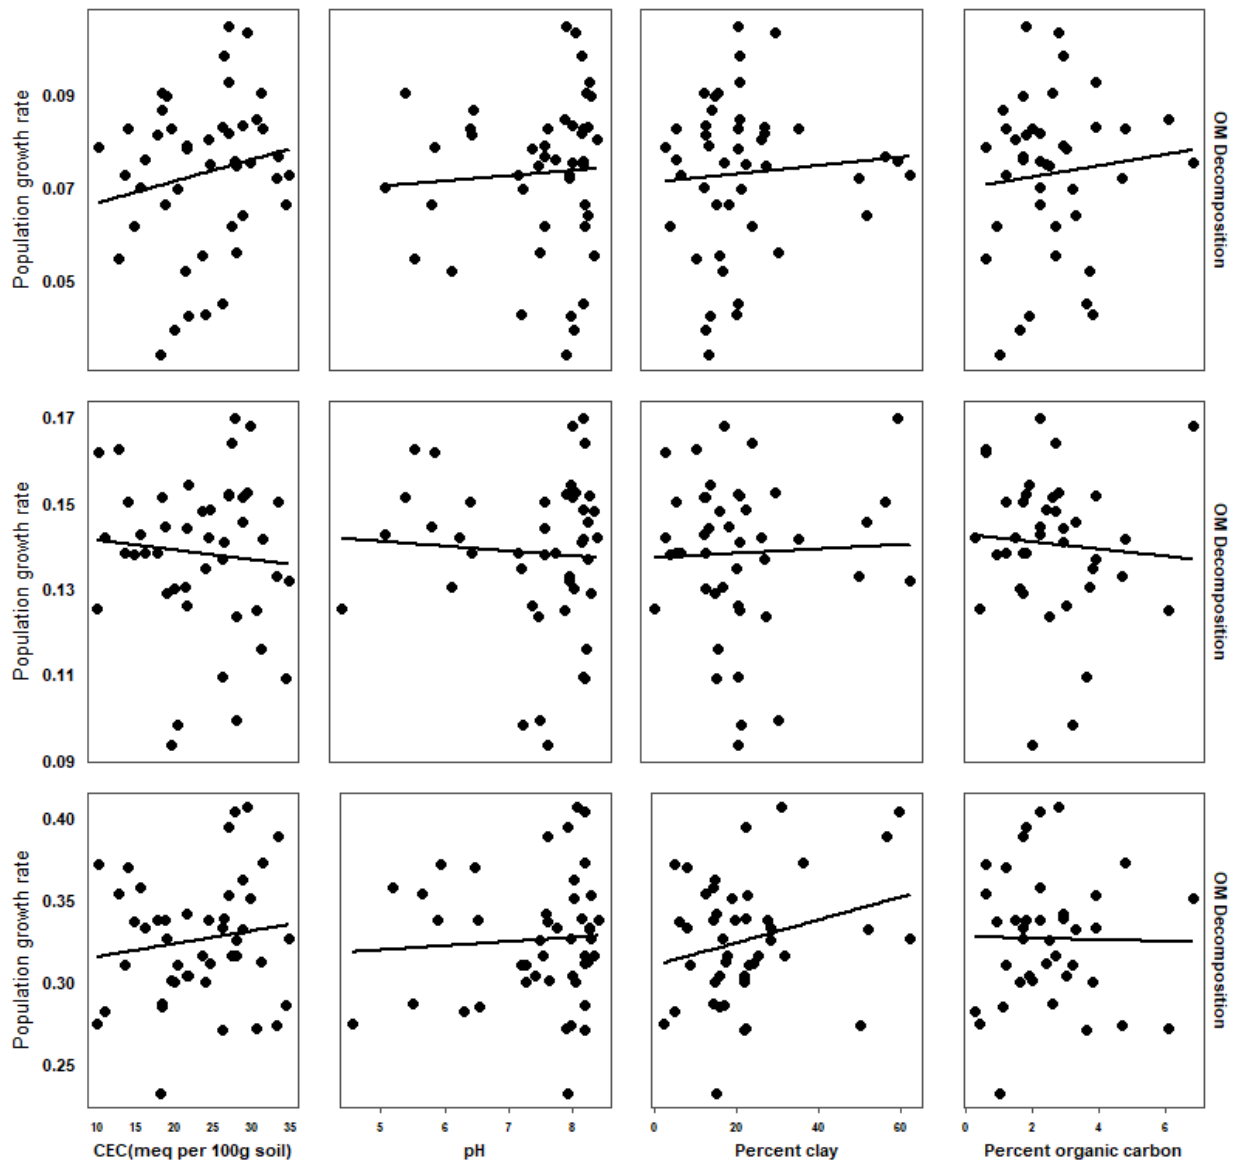 Population growth rate
0.09
0.07
0.05
OM Decomposition
Population growth rate
0.17
0.15
0.13
0.11
0.09
OM Decomposition
Population growth rate
0.40
0.35
0.30
0.25
OM Decomposition
10 15 20 25 30 35
5 6 7 8
0 20 40 60
0 2 4 6
CEC(meq per 100g soil)
pH
Percent clay
Percent organic carbon